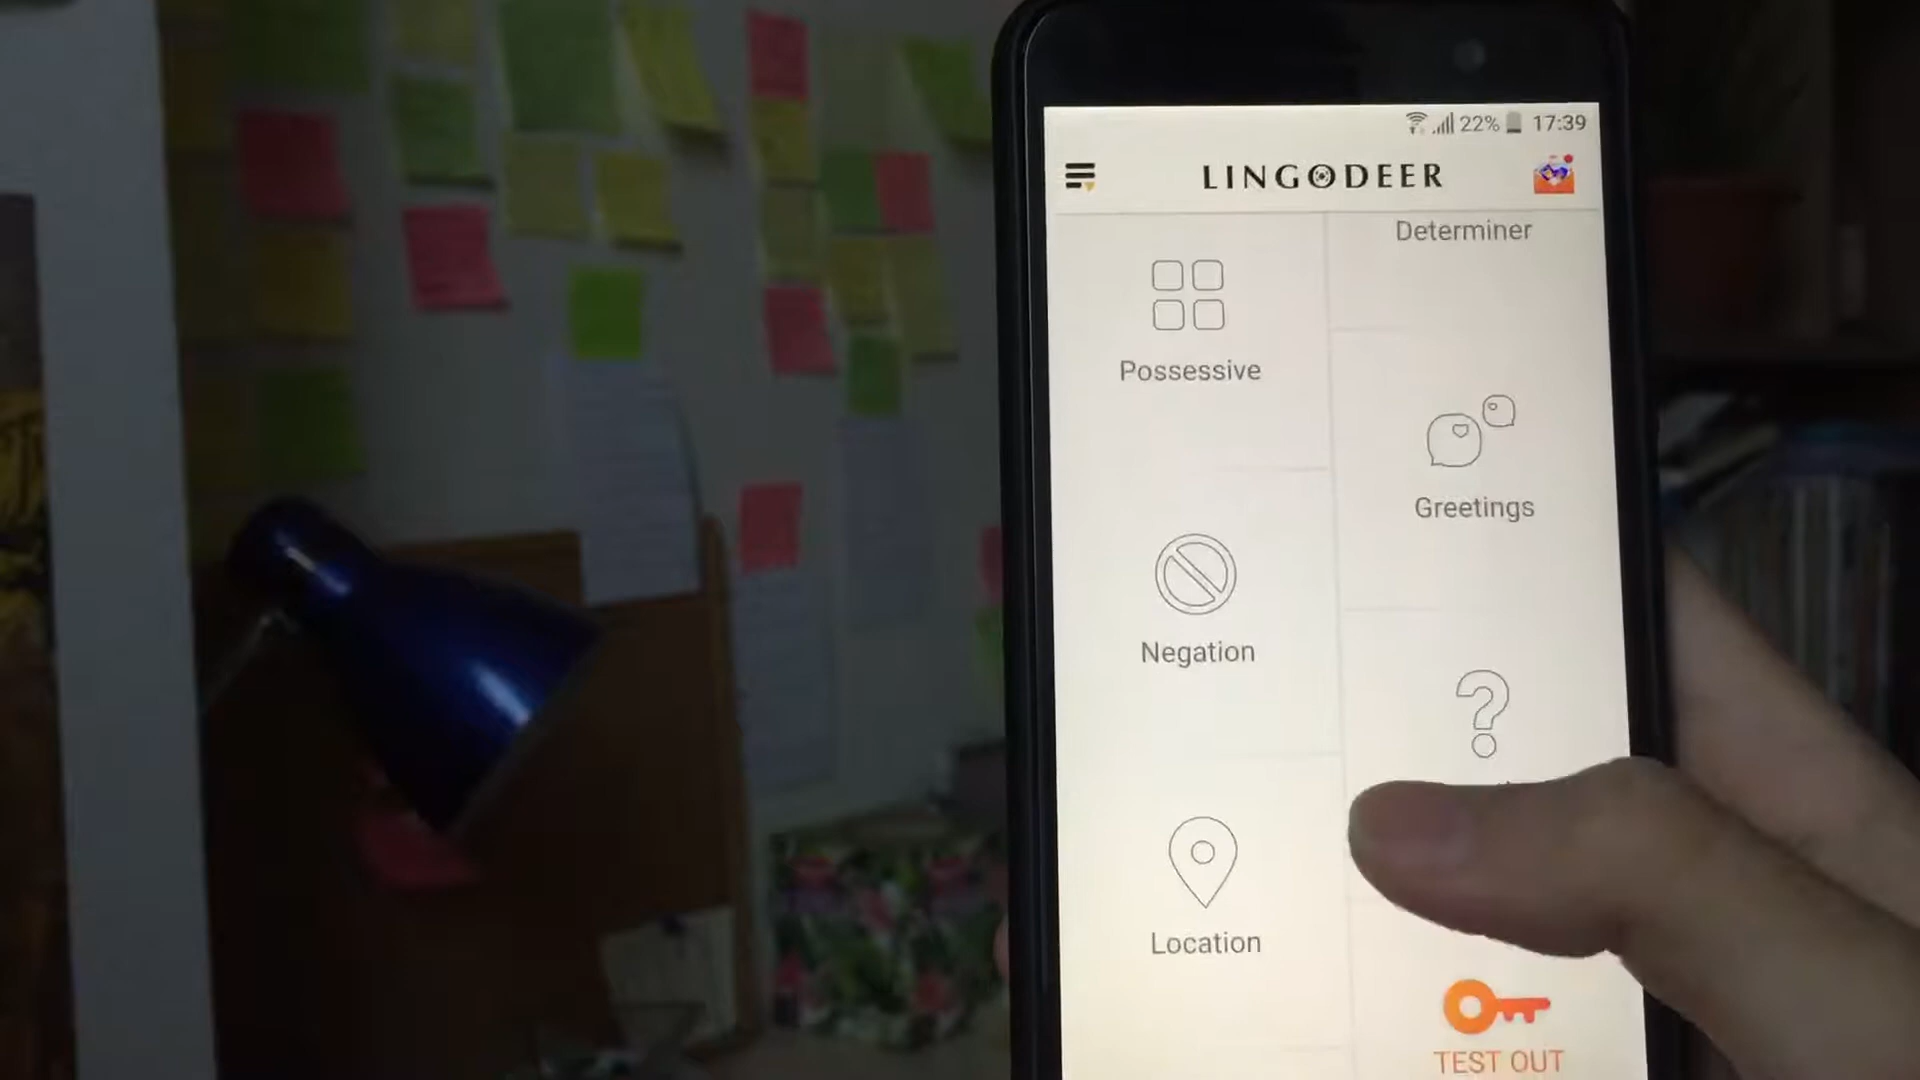 22% 17:39
LINGODEER
Determiner
Possessive
Greetings
Negation
Location
TEST OUT